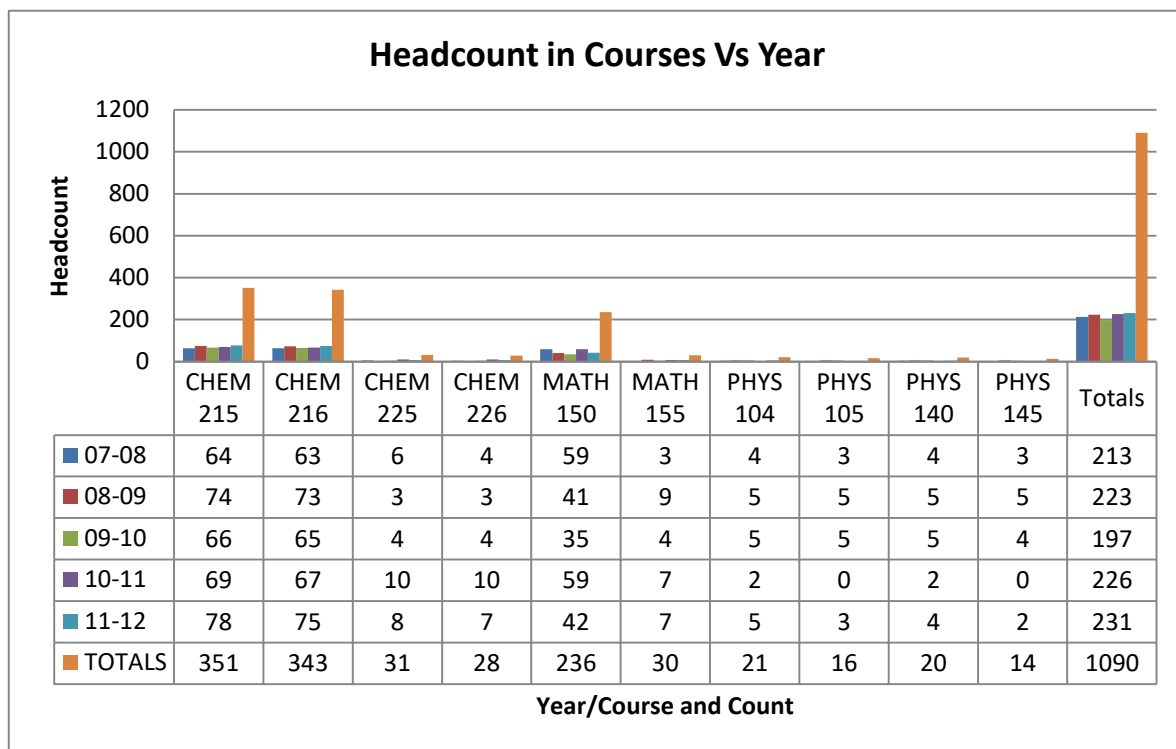 Headcount in Courses Vs Year
1200
1000
800
600
400
200
0
Headcount
CHEM CHEM CHEM CHEM MATH MATH PHYS PHYS PHYS PHYS Totals
215 216 225 226 150 155 104 105 140 145
07-08 64 63 6 4 59 3 4 3 4 3 213
08-09 74 73 3 3 41 9 5 5 5 5 223
09-10 66 65 4 4 35 4 5 5 5 4 197
10-11 69 67 10 10 59 7 2 0 2 0 226
11-12 78 75 8 7 42 7 5 3 4 2 231
TOTALS 351 343 31 28 236 30 21 16 20 14 1090
Year/Course and Count